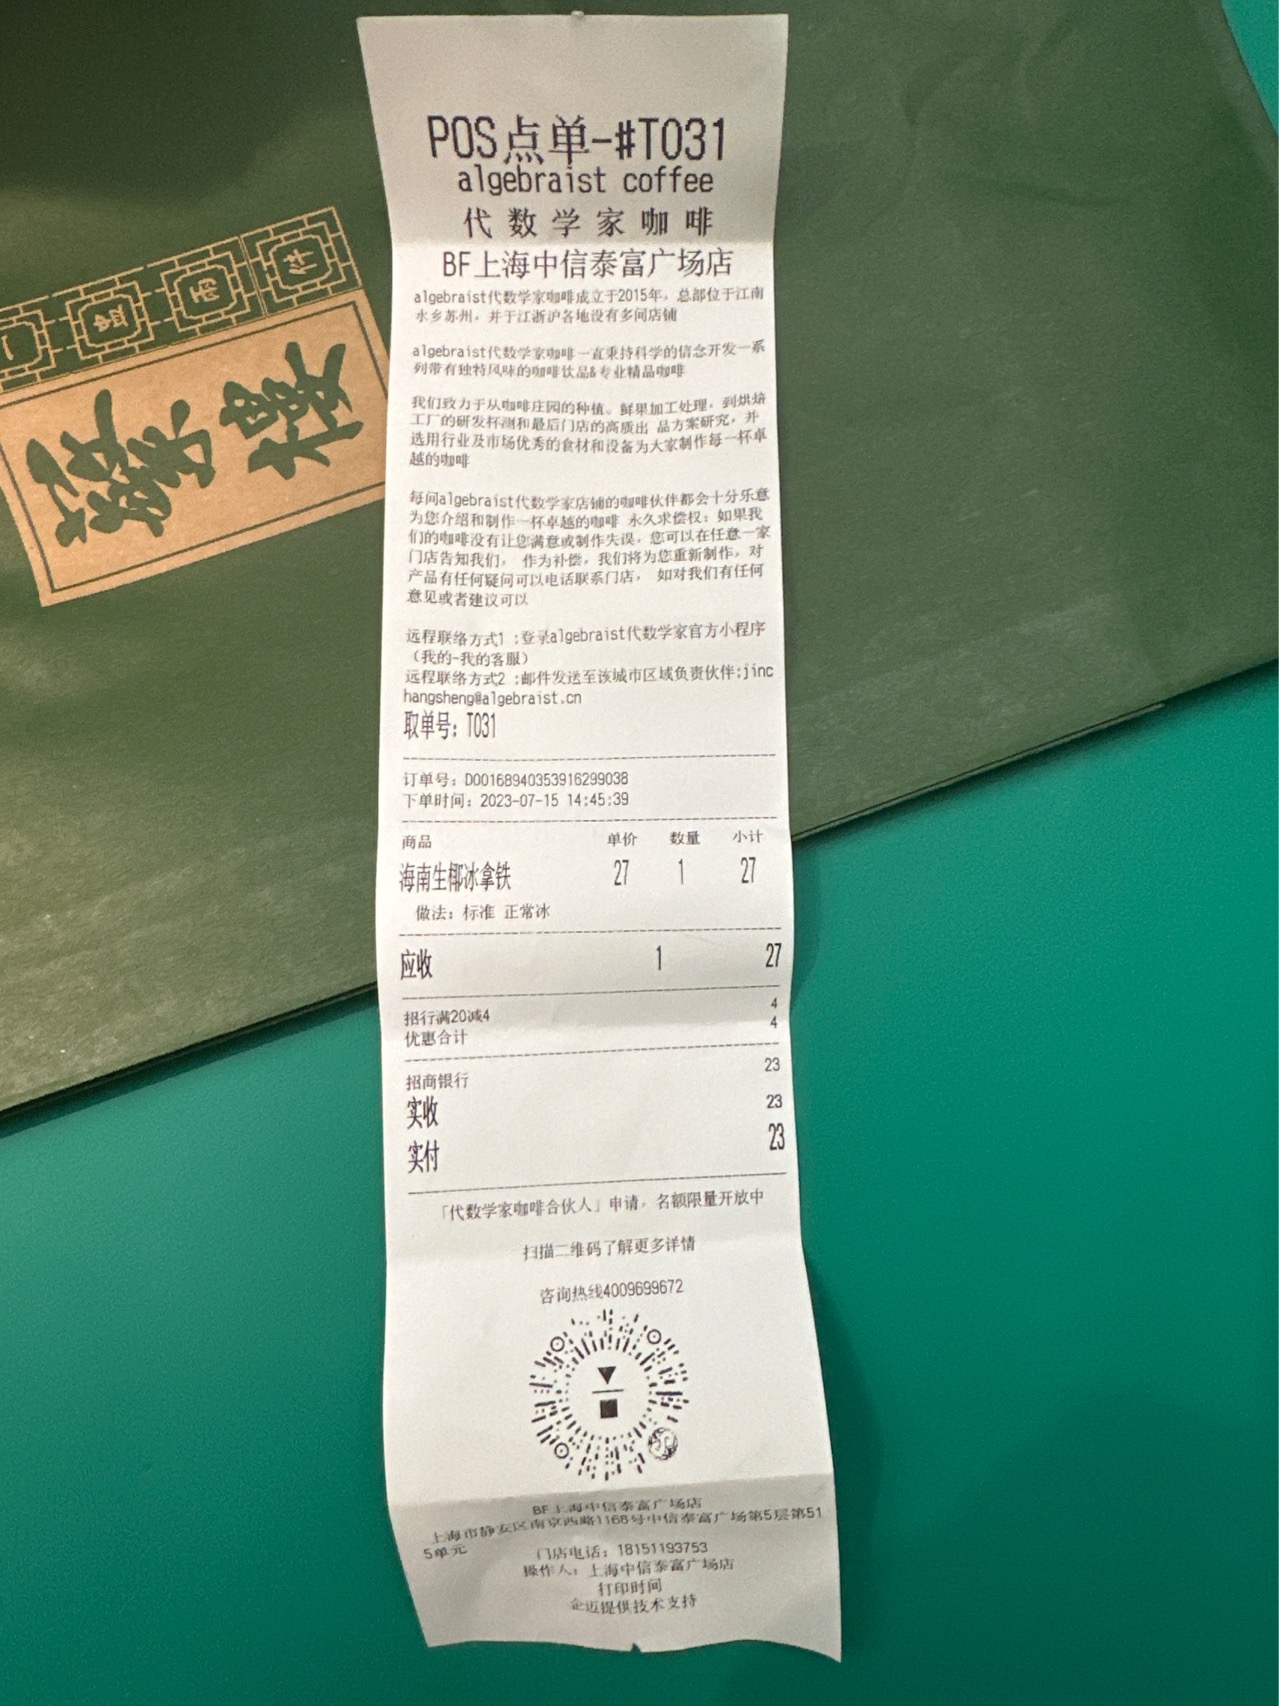 POS点单-#T031
algebraist coffee
代数学家咖啡
BF上海中信泰富广场店
algebraist代数学家咖啡成立于2015年，总部位于江南
水乡苏州，并于江浙沪各地设有多间店铺
algebraist代数学家咖啡一直秉持科学的信念开发一系
列带有独特风味的咖啡饮品&专业精品咖啡
我们致力于从咖啡庄园的种植、鲜果加工处理，到烘焙
工厂的研发杯测和最后门店的高质出 品方案研究，并
选用行业及市场优秀的食材和设备为大家制作每一杯卓
越的咖啡
每间algebraist代数学家店铺的咖啡伙伴都会十分乐意
为您介绍和制作一杯卓越的咖啡 永久求偿权：如果我
们的咖啡没有让您满意或制作失误，您可以在任意一家
门店告知我们， 作为补偿，我们将为您重新制作，对
产品有任何疑问可以电话联系门店， 如对我们有任何
意见或者建议可以
远程联络方式1：登录algebraist代数学家官方小程序
（我的-我的客服）
远程联络方式2：邮件发送至该城市区域负责伙伴:jinc
hangsheng@algebraist.cn
取单号：T031
订单号：D00168940353916299038
下单时间：2023-07-15 14:45:39
商品 单价 数量 小计
海南生椰冰拿铁 27 1 27
做法：标准 正常冰
应收 1 27
招行满20减4 4
优惠合计 4
招商银行 23
实收 23
实付 23
「代数学家咖啡合伙人」申请，名额限量开放中
扫描二维码了解更多详情
咨询热线4009699672
BF上海中信泰富广场店
上海市静安区南京西路1168号中信泰富广场第5层第51
5单元
门店电话：18151193753
操作人：上海中信泰富广场店
打印时间
企迈提供技术支持